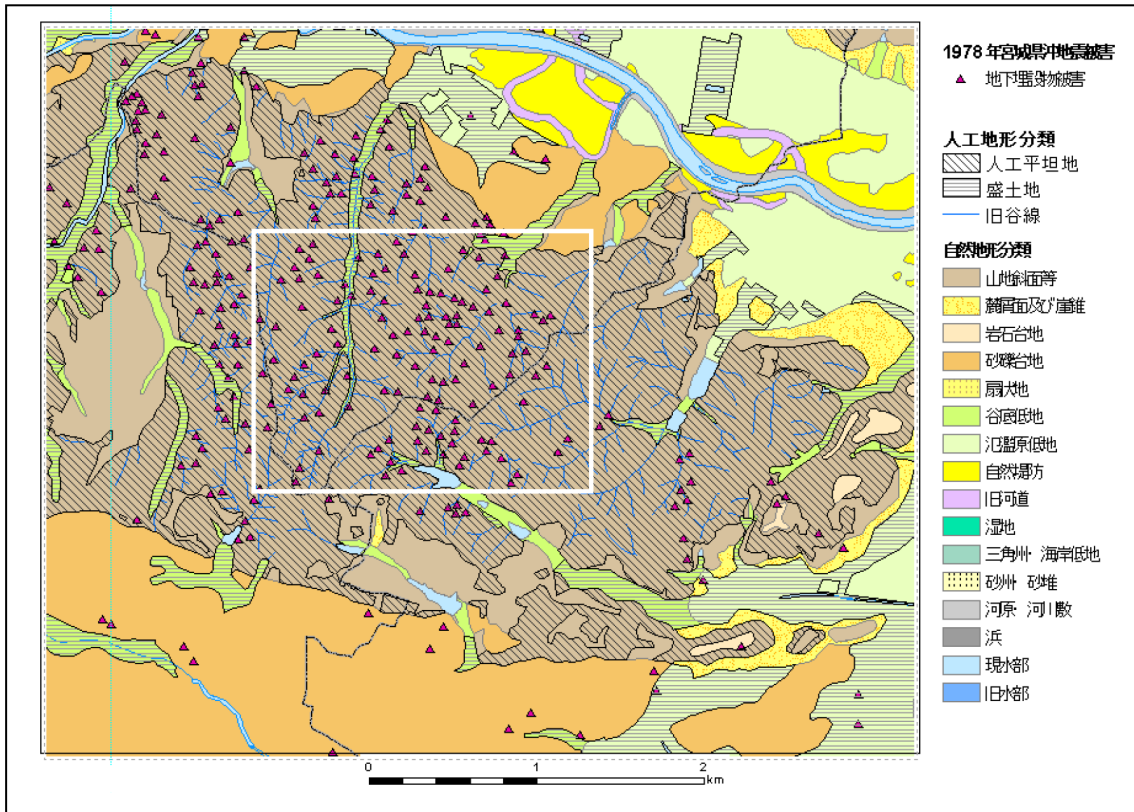 1978年宮城県沖地震被害
地下埋設物被害
人工地形分類
人工平坦地
盛土地
旧谷線
自然地形分類
山地斜面等
麓屑面及び崖錐
岩石台地
砂礫台地
扇状地
谷底低地
氾濫原低地
自然堤防
旧河道
湿地
三角州・海岸低地
砂州・砂堆
河原・河川敷
浜
現水部
旧水部
0 1 2
km